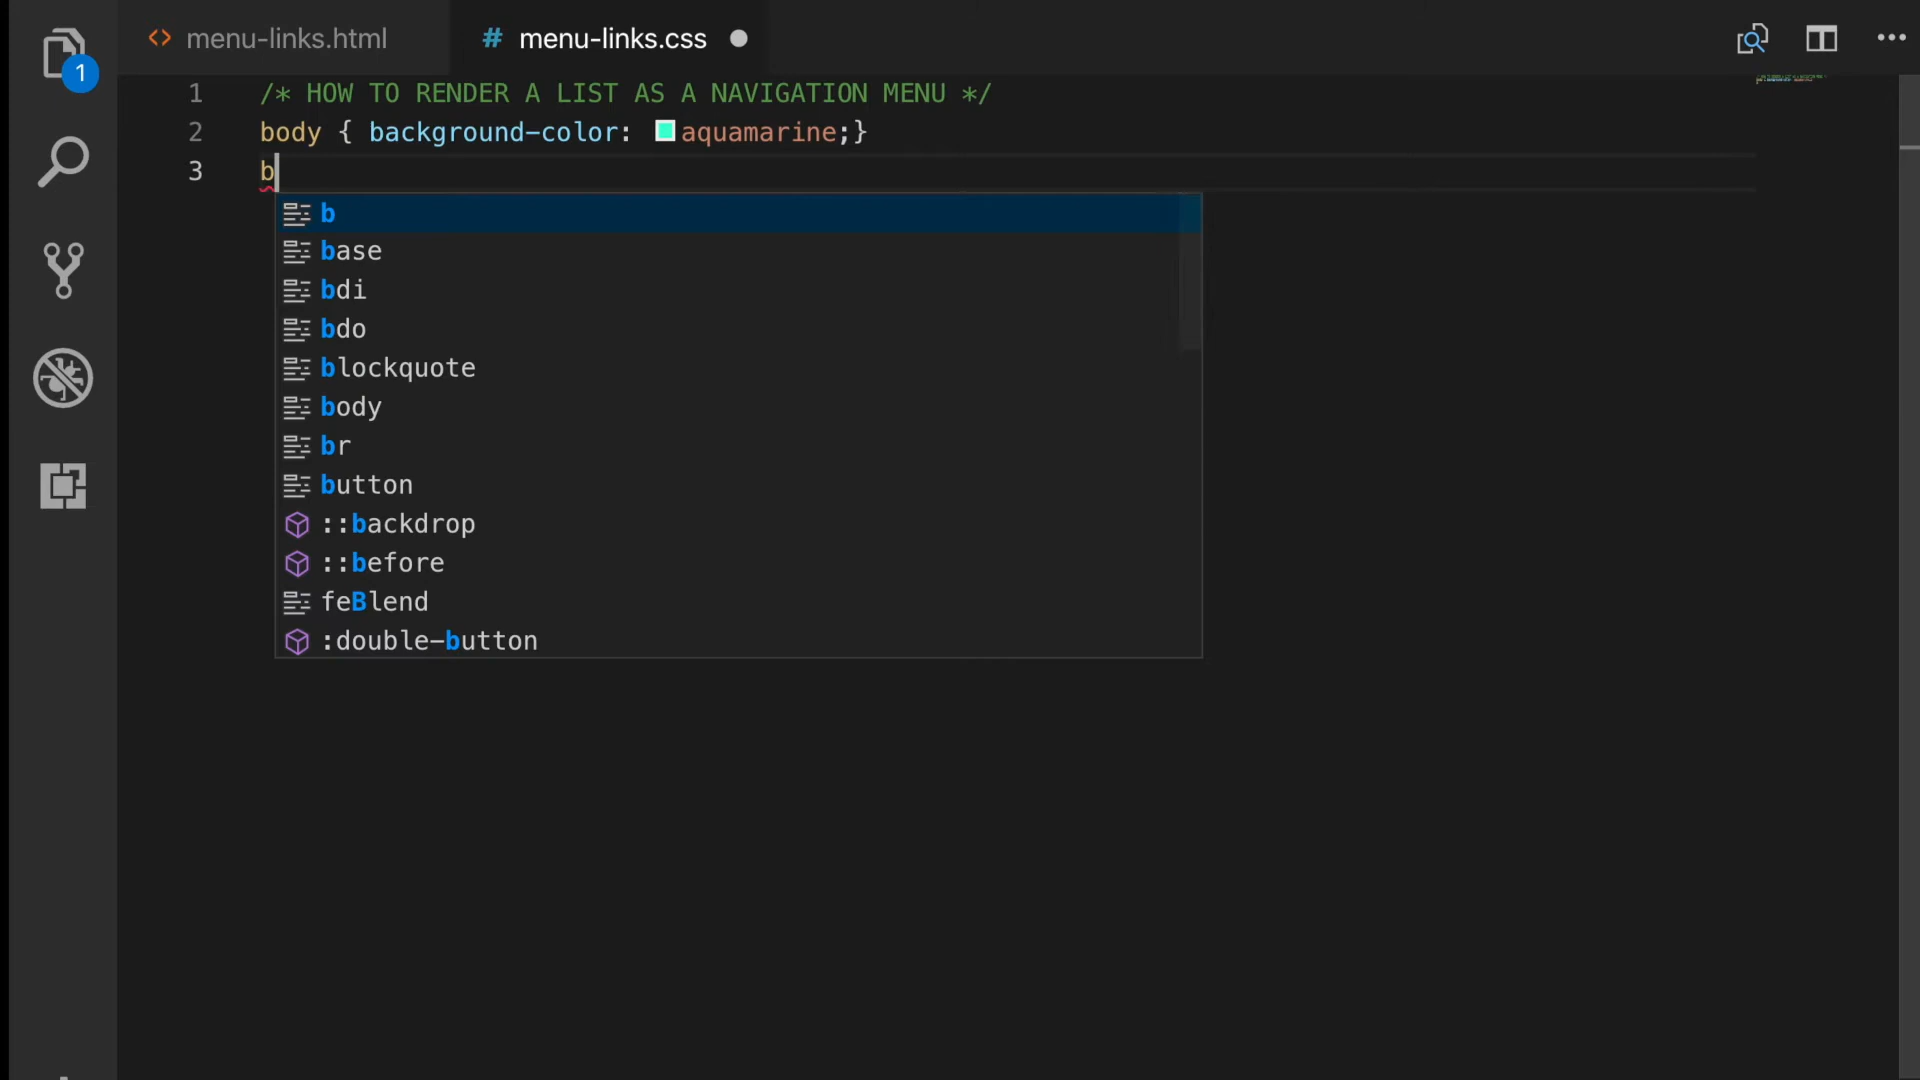 menu-links.html
# menu-links.css
1
1 /* HOW TO RENDER A LIST AS A NAVIGATION MENU */
2 body { background-color: aquamarine;}
3 b
b
base
bdi
bdo
blockquote
body
br
button
::backdrop
::before
feBlend
:double-button